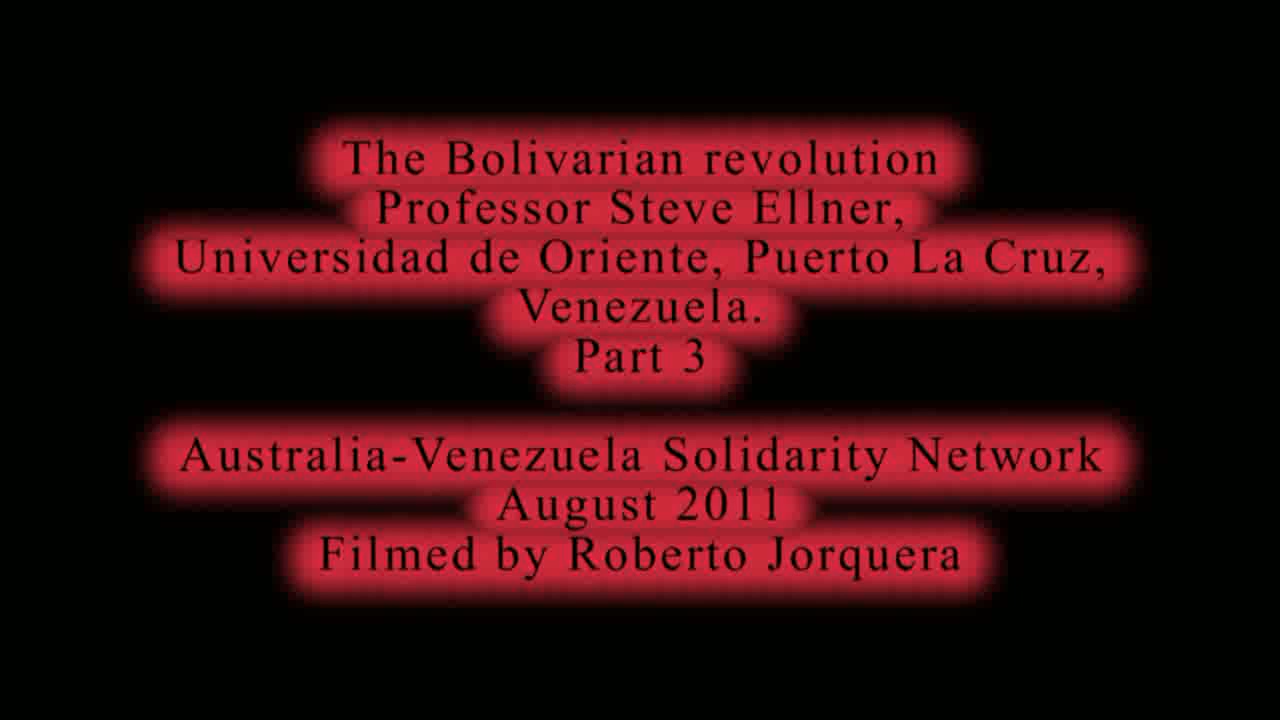 The Bolivarian revolution
Professor Steve Ellner,
Universidad de Oriente, Puerto La Cruz,
Venezuela.
Part 3
Australia-Venezuela Solidarity Network
August 2011
Filmed by Roberto Jorquera